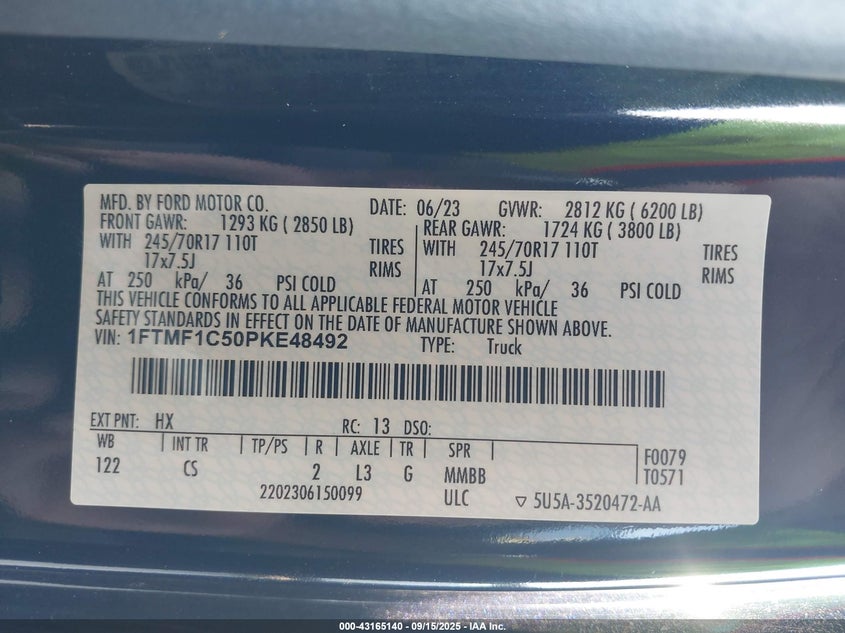 MFD. BY FORD MOTOR CO. DATE: 06/23 GVWR: 2812 KG ( 6200 LB)
FRONT GAWR: 1293 KG ( 2850 LB) REAR GAWR: 1724 KG ( 3800 LB)
WITH 245/70R17 110T TIRES WITH 245/70R17 110T TIRES
17x7.5J RIMS 17x7.5J RIMS
AT 250 kPa/ 36 PSI COLD AT 250 kPa/ 36 PSI COLD
THIS VEHICLE CONFORMS TO ALL APPLICABLE FEDERAL MOTOR VEHICLE
SAFETY STANDARDS IN EFFECT ON THE DATE OF MANUFACTURE SHOWN ABOVE.
VIN: 1FTMF1C50PKE48492 TYPE: Truck
EXT PNT: HX RC: 13 DSO:
WB INT TR TP/PS R AXLE TR SPR F0079
122 CS 2 L3 G MMBB T0571
2202306150099 ULC ▽ 5U5A-3520472-AA
000-43165140 - 09/15/2025 - IAA Inc.